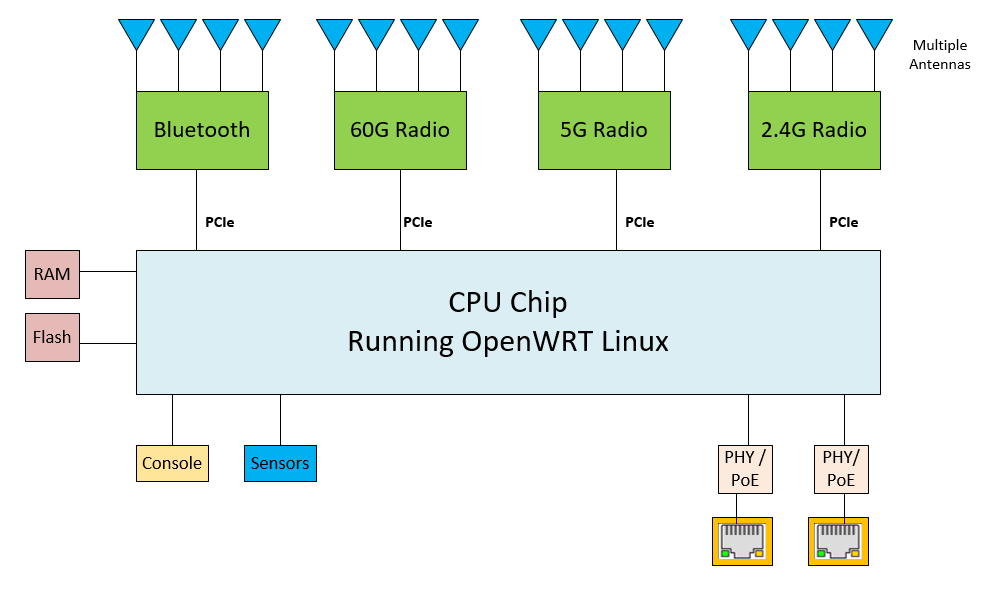 Multiple
Antennas
Bluetooth
60G Radio
5G Radio
2.4G Radio
PCIe
PCIe
PCIe
PCIe
RAM
Flash
CPU Chip
Running OpenWRT Linux
Console
Sensors
PHY /
PoE
PHY/
PoE